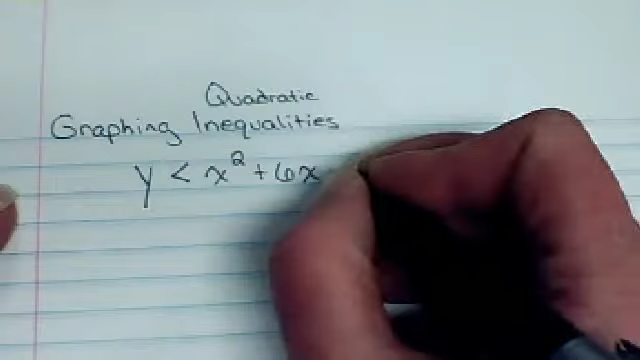 Quadratic
Graphing Inequalities
y < x² + 6x